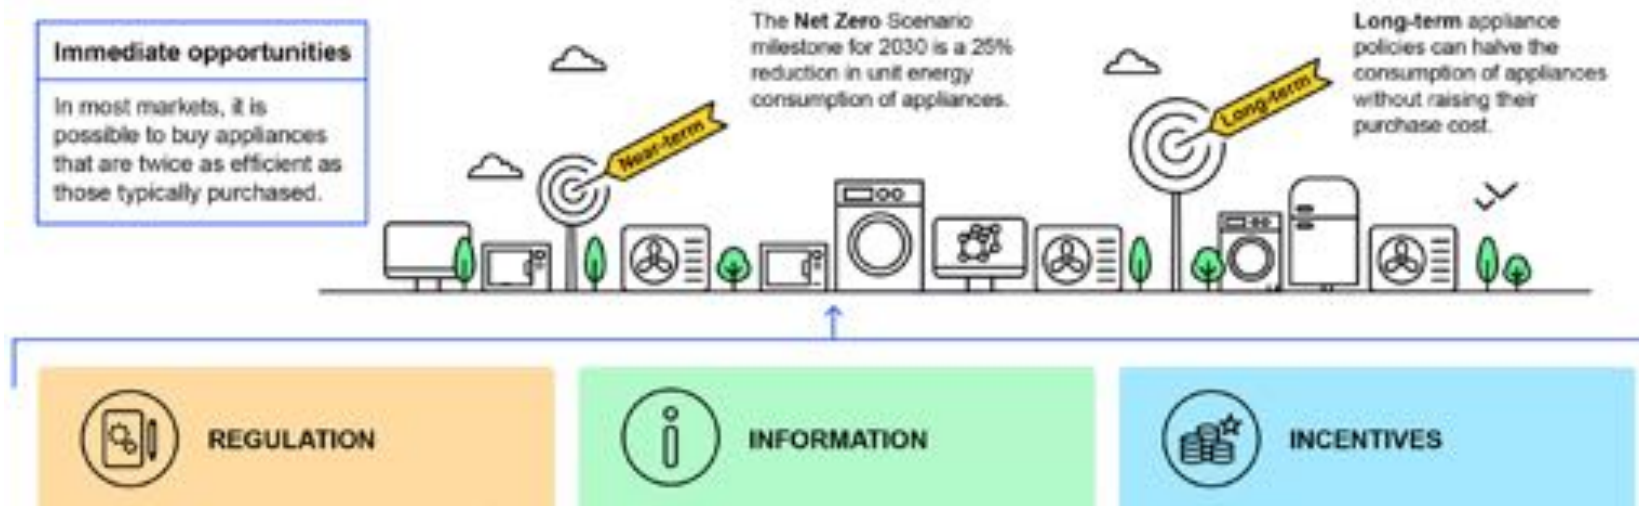 Immediate opportunities
In most markets, it is
possible to buy appliances
that are twice as efficient as
those typically purchased.
Near-term
The Net Zero Scenario
milestone for 2030 is a 25%
reduction in unit energy
consumption of appliances.
Long-term
Long-term appliance
policies can halve the
consumption of appliances
without raising their
purchase cost.
REGULATION
INFORMATION
INCENTIVES